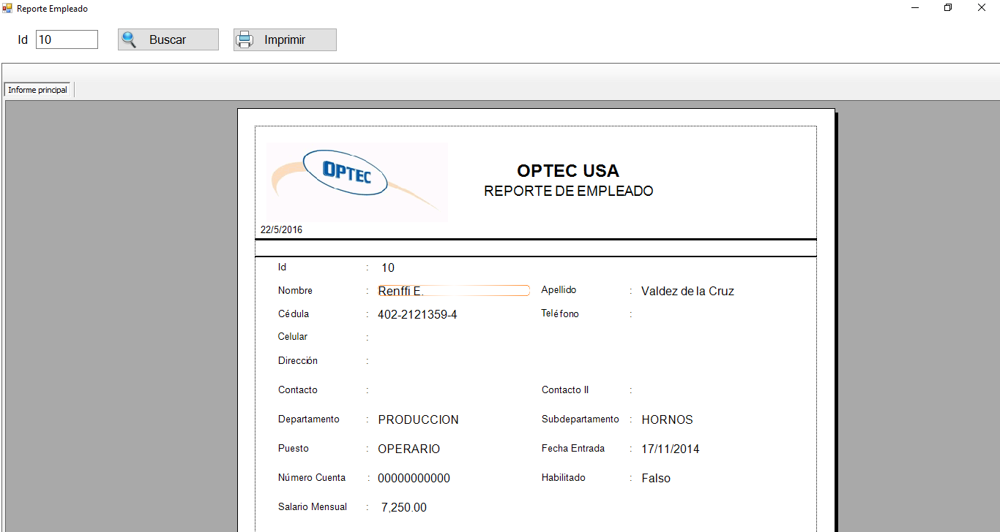 Reporte Empleado
Id 10 Buscar Imprimir
Informe principal
OPTEC
OPTEC USA
REPORTE DE EMPLEADO
22/5/2016
Id : 10
Nombre : Renffi E. Apellido : Valdez de la Cruz
Cédula : 402-2121359-4 Teléfono :
Celular :
Dirección :
Contacto : Contacto II :
Departamento : PRODUCCION Subdepartamento : HORNOS
Puesto : OPERARIO Fecha Entrada : 17/11/2014
Número Cuenta : 00000000000 Habilitado : Falso
Salario Mensual : 7,250.00